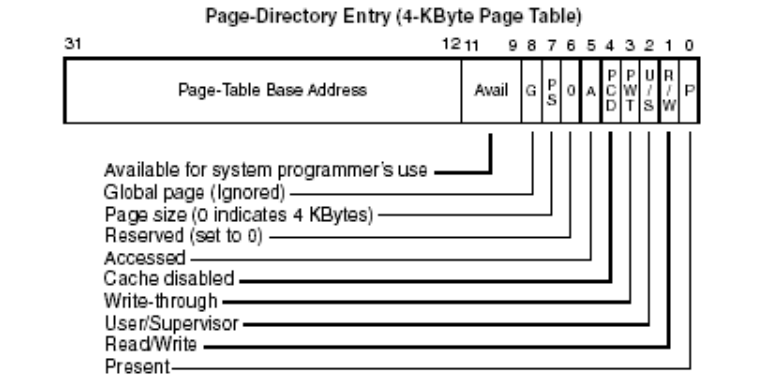 Page-Directory Entry (4-KByte Page Table)
31 12 11 9 8 7 6 5 4 3 2 1 0
Page-Table Base Address Avail G PS 0 A PCD PWT U/S R/W P
Available for system programmer's use
Global page (Ignored)
Page size (0 indicates 4 KBytes)
Reserved (set to 0)
Accessed
Cache disabled
Write-through
User/Supervisor
Read/Write
Present